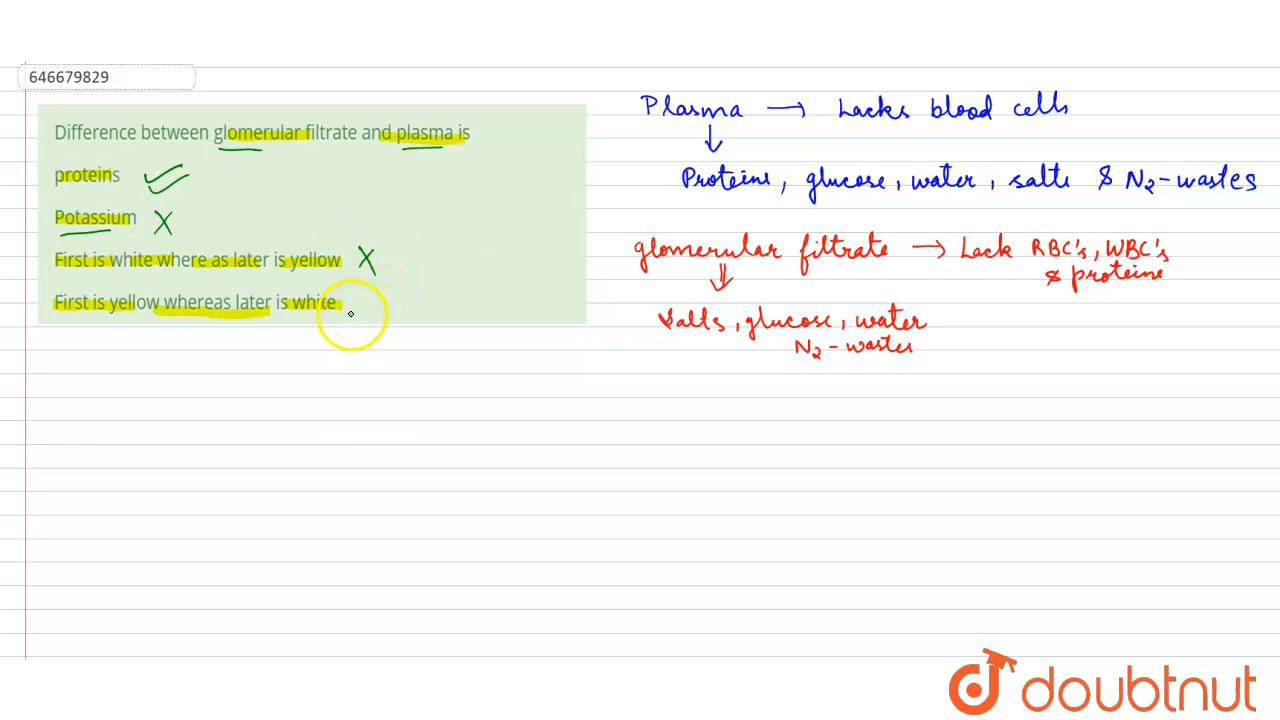 646679829
Difference between glomerular filtrate and plasma is
proteins
Potassium X
First is white where as later is yellow X
First is yellow whereas later is white
Plasma → Lacks blood cells
↓
Proteins, glucose, water, salts & N2-wastes
glomerular filtrate → Lack RBC's, WBC's
& proteins
⇓
Salts, glucose, water
N2-wastes
doubtnut